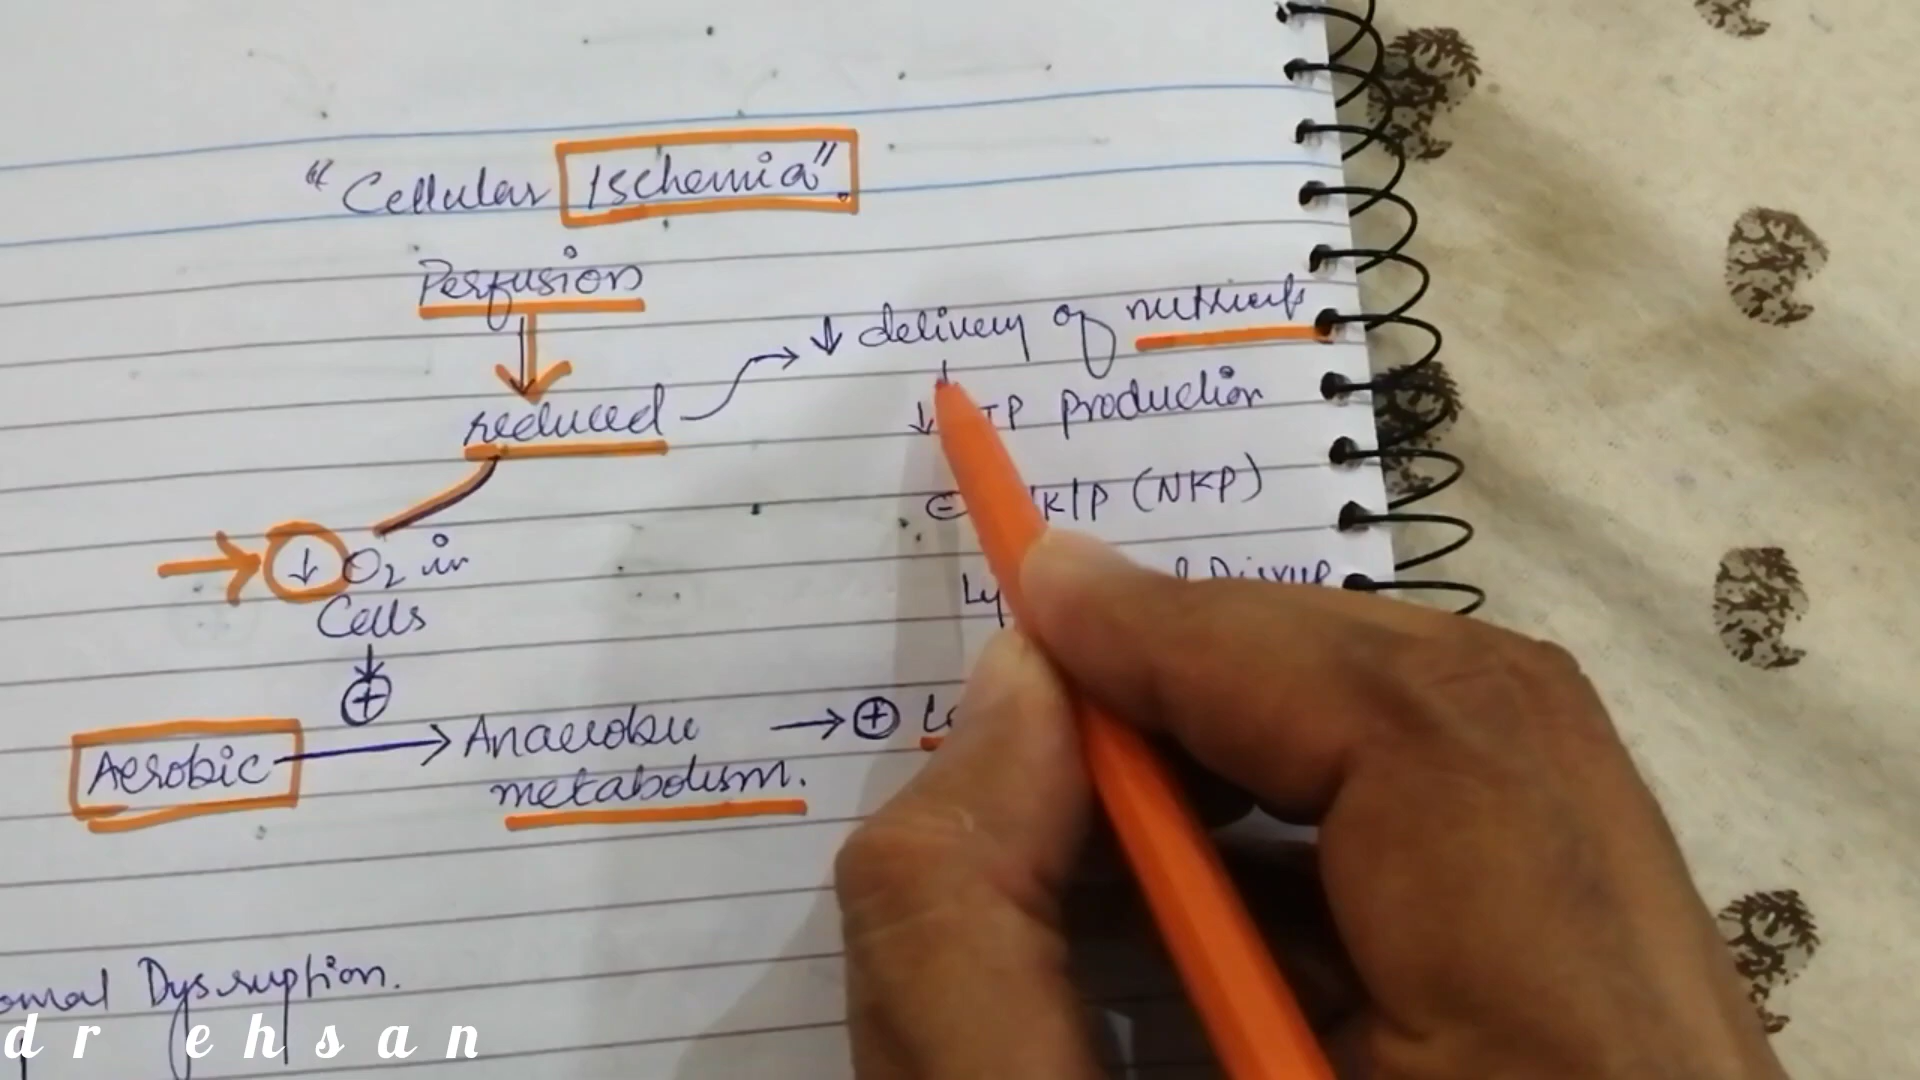 "Cellular Ischemia".
Perfusion
reduced
↓ delivery of nutrients
↓ TP production
⊖ /K/P (NKP)
↓ O2 in
Cells
⊕
Aerobic → Anaerobic → ⊕
metabolism.
omal Dysruption.
dr ehsan